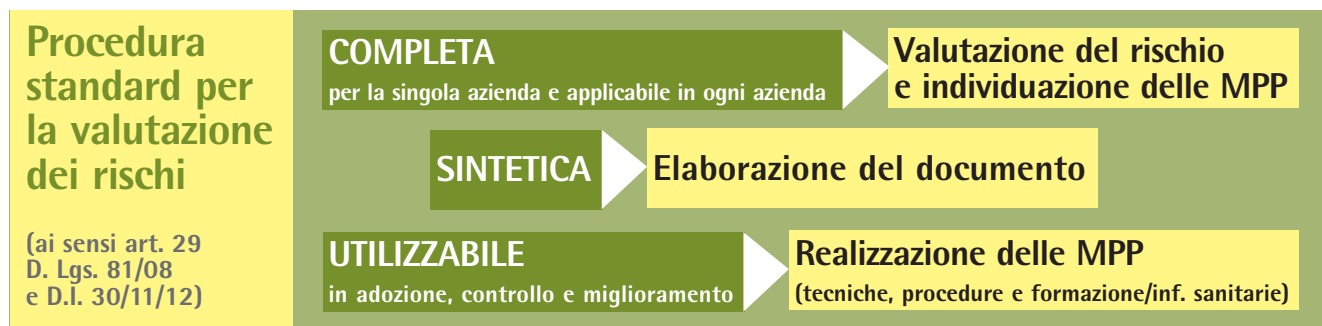 Procedura
standard per
la valutazione
dei rischi
(ai sensi art. 29
D. Lgs. 81/08
e D.I. 30/11/12)
COMPLETA
per la singola azienda e applicabile in ogni azienda
Valutazione del rischio
e individuazione delle MPP
SINTETICA
Elaborazione del documento
UTILIZZABILE
in adozione, controllo e miglioramento
Realizzazione delle MPP
(tecniche, procedure e formazione/inf. sanitarie)